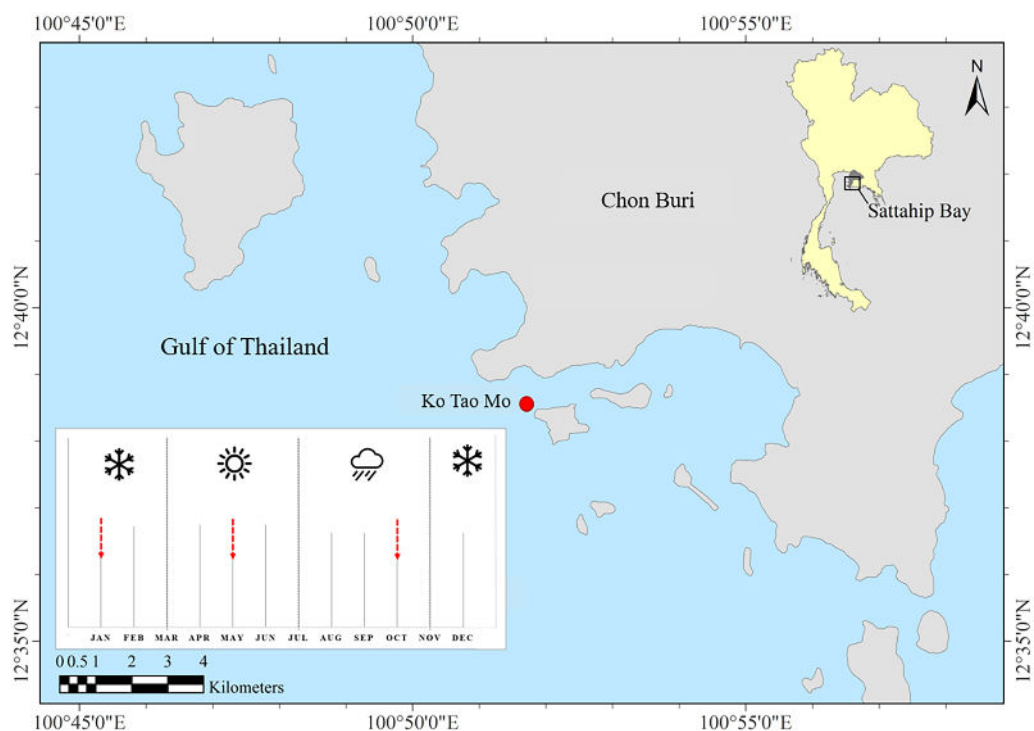 100°45'0"E 100°50'0"E 100°55'0"E
N
Chon Buri
Sattahip Bay
12°40'0"N 12°40'0"N
Gulf of Thailand
Ko Tao Mo
JAN FEB MAR APR MAY JUN JUL AUG SEP OCT NOV DEC
12°35'0"N 12°35'0"N
0 0.5 1 2 3 4
Kilometers
100°45'0"E 100°50'0"E 100°55'0"E